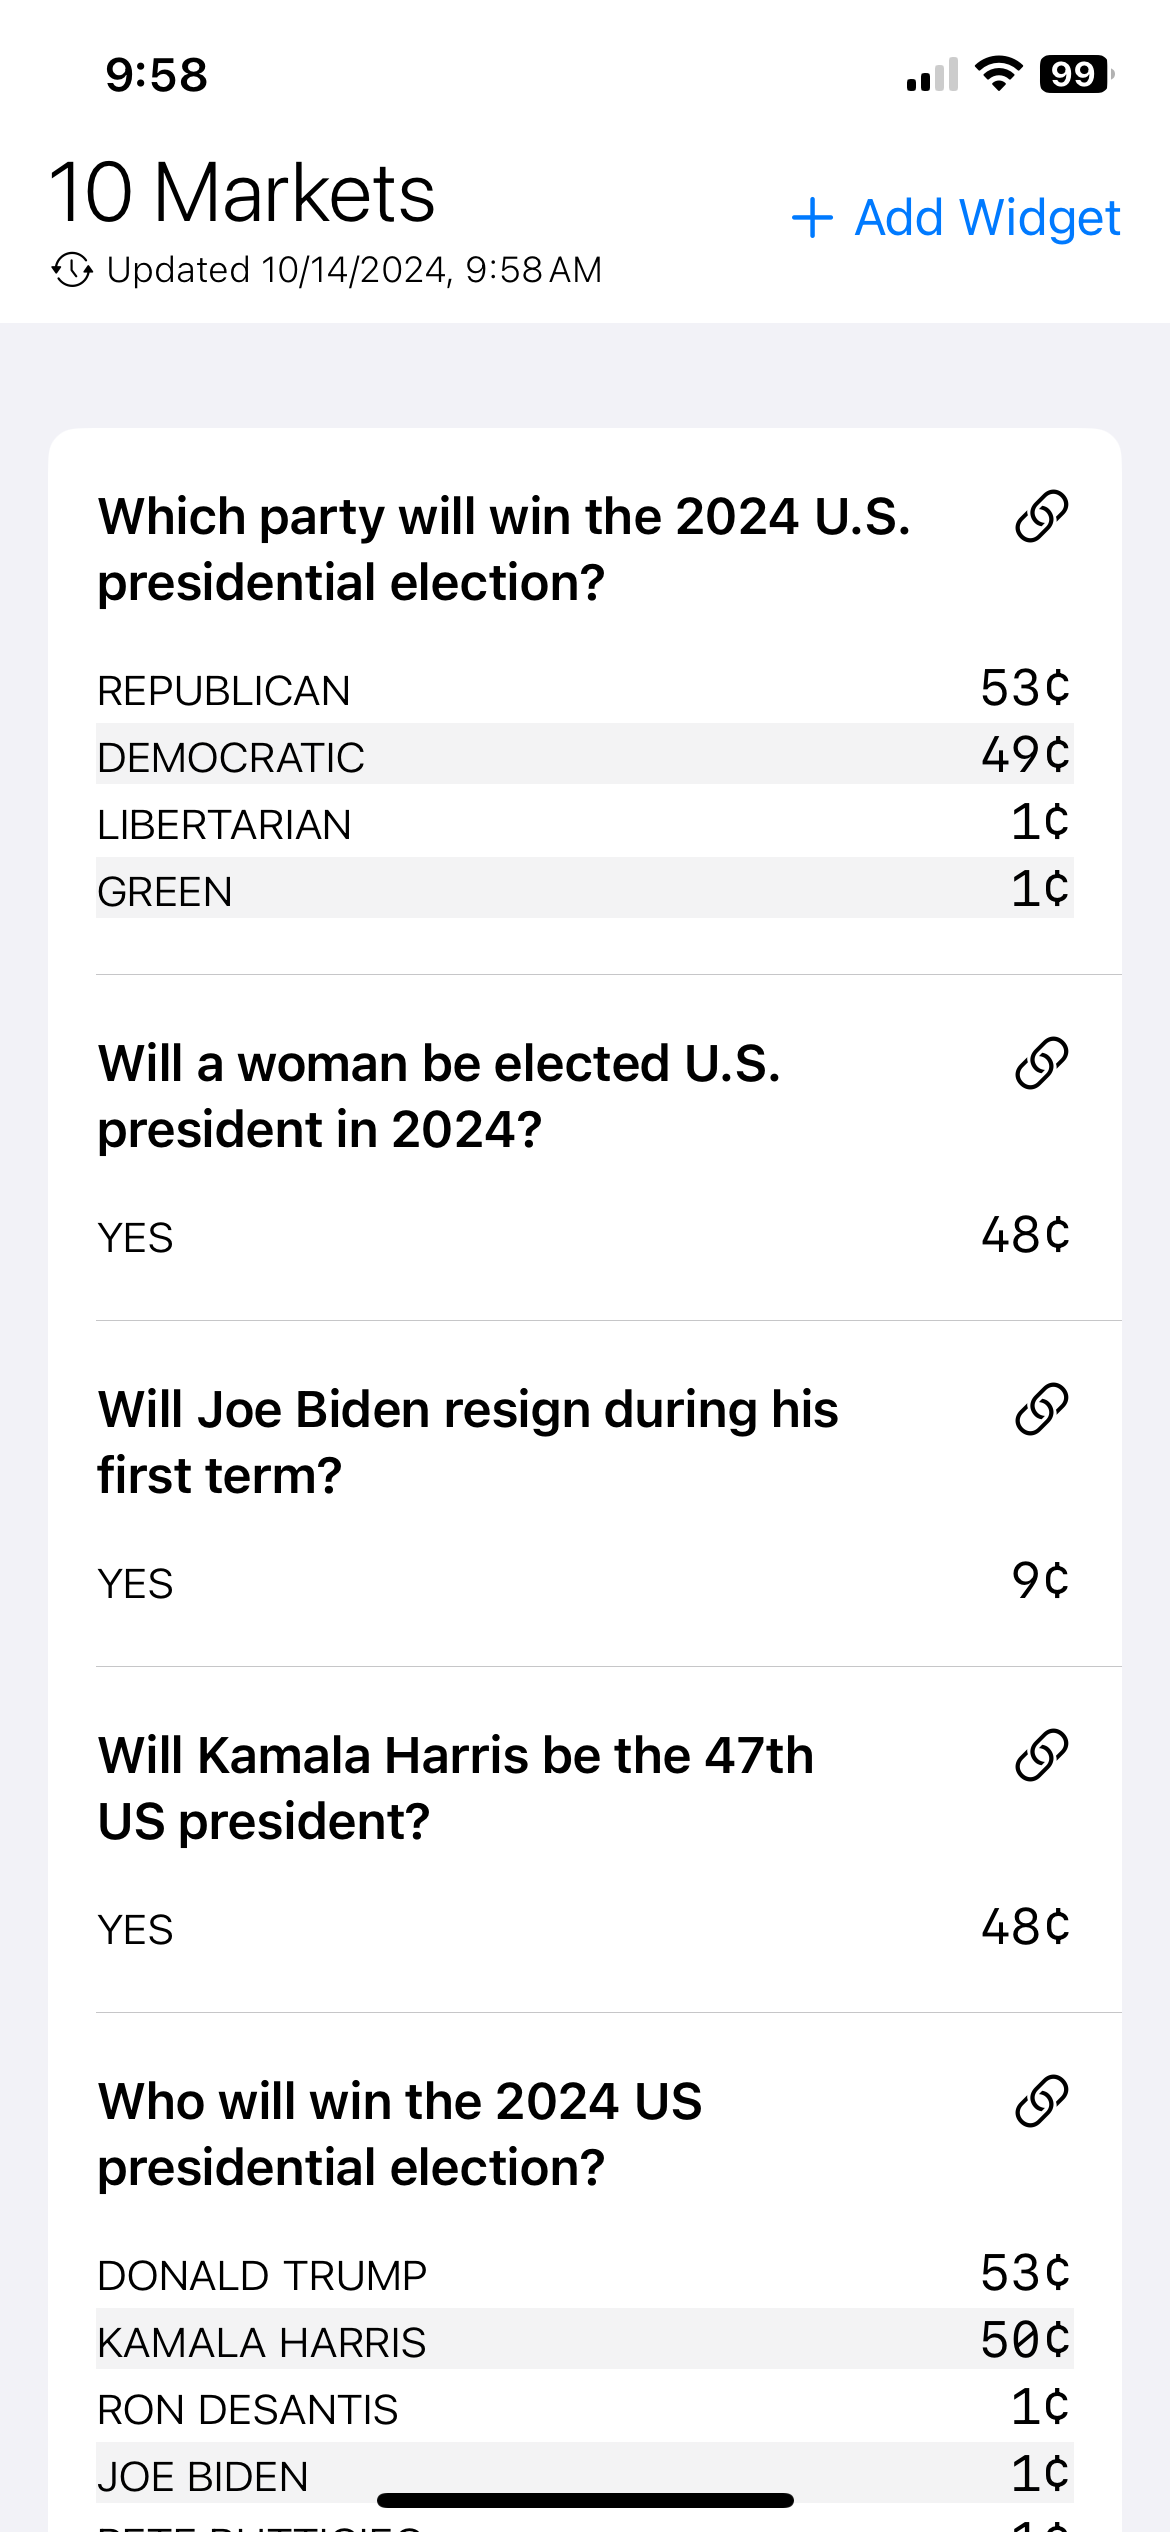 9:58
99
10 Markets
+ Add Widget
Updated 10/14/2024, 9:58 AM
Which party will win the 2024 U.S.
presidential election?
REPUBLICAN 53¢
DEMOCRATIC 49¢
LIBERTARIAN 1¢
GREEN 1¢
Will a woman be elected U.S.
president in 2024?
YES 48¢
Will Joe Biden resign during his
first term?
YES 9¢
Will Kamala Harris be the 47th
US president?
YES 48¢
Who will win the 2024 US
presidential election?
DONALD TRUMP 53¢
KAMALA HARRIS 50¢
RON DESANTIS 1¢
JOE BIDEN 1¢